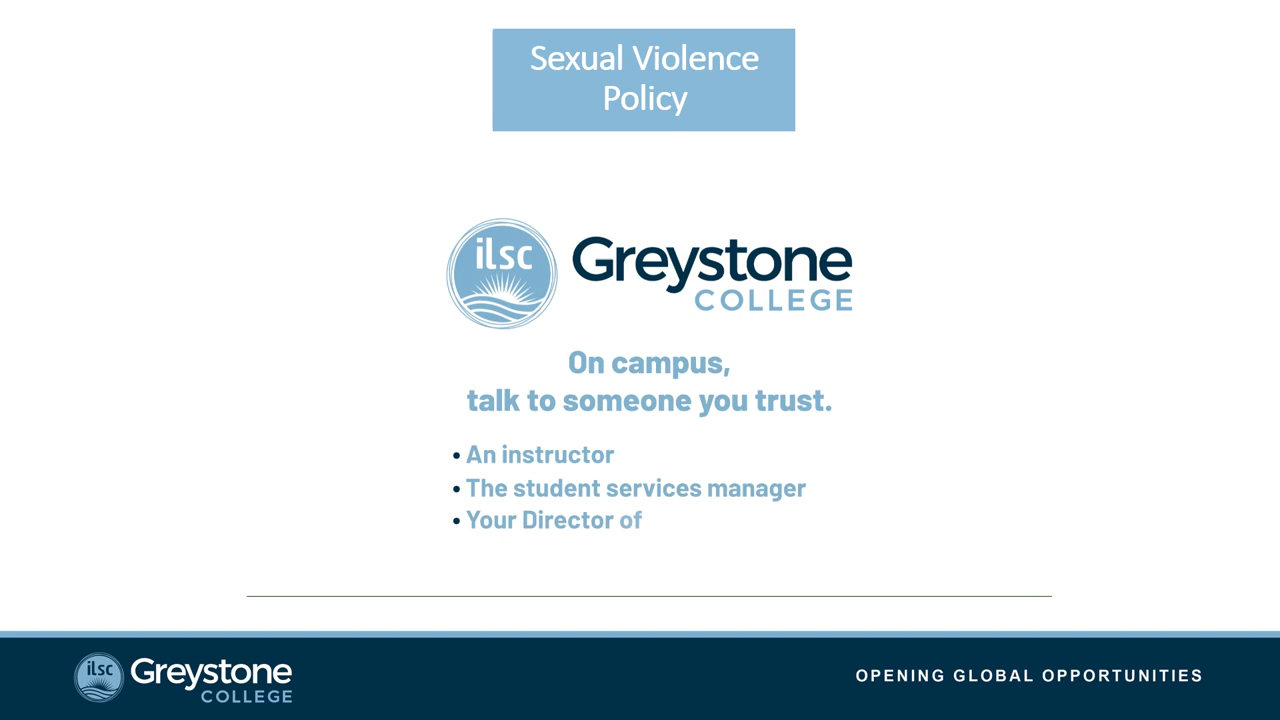 Sexual Violence
Policy
ilsc
Greystone
COLLEGE
On campus,
talk to someone you trust.
• An instructor
• The student services manager
• Your Director of
ilsc
Greystone
COLLEGE
OPENING GLOBAL OPPORTUNITIES